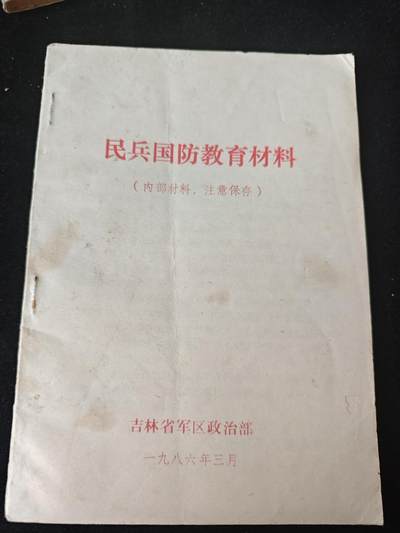 民兵国防教育材料
（内部材料，注意保存）
吉林省军区政治部
一九八六年三月